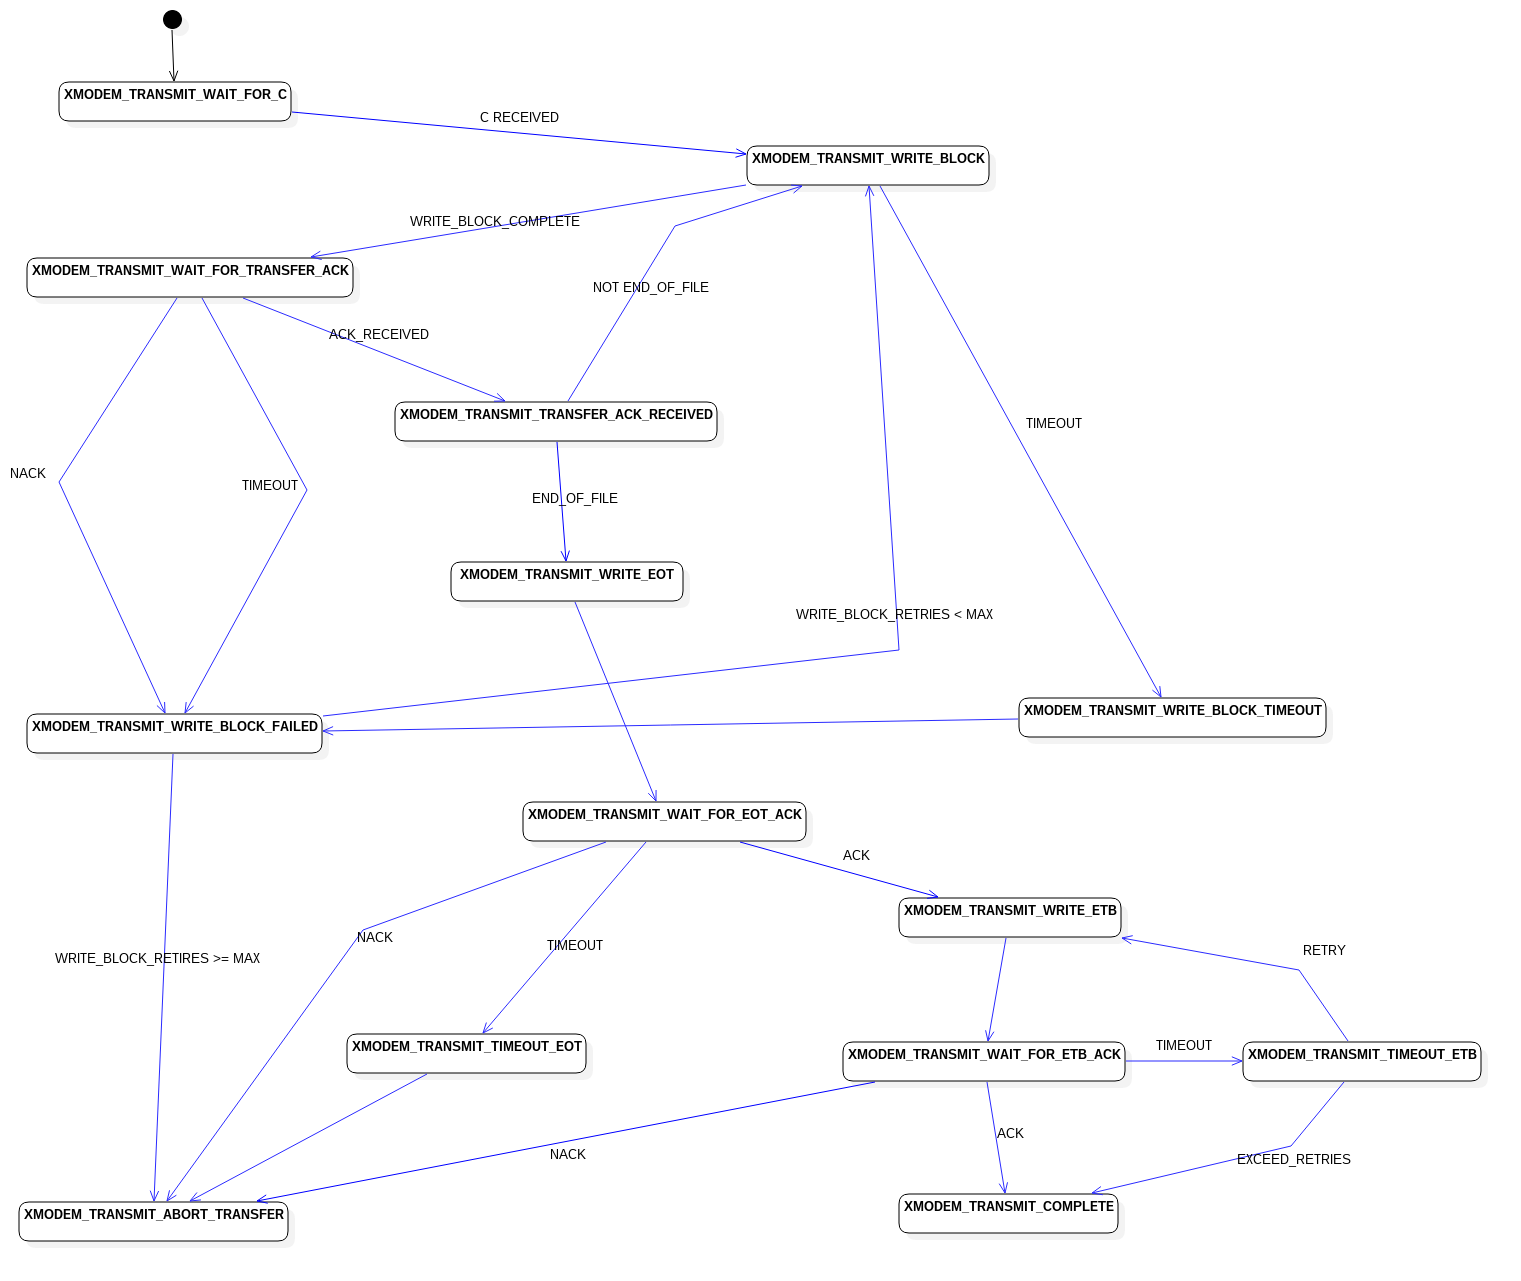 XMODEM_TRANSMIT_WAIT_FOR_C
C RECEIVED
XMODEM_TRANSMIT_WRITE_BLOCK
WRITE_BLOCK_COMPLETE
XMODEM_TRANSMIT_WAIT_FOR_TRANSFER_ACK
NOT END_OF_FILE
ACK_RECEIVED
XMODEM_TRANSMIT_TRANSFER_ACK_RECEIVED
TIMEOUT
NACK
TIMEOUT
END_OF_FILE
XMODEM_TRANSMIT_WRITE_EOT
WRITE_BLOCK_RETRIES < MAX
XMODEM_TRANSMIT_WRITE_BLOCK_TIMEOUT
XMODEM_TRANSMIT_WRITE_BLOCK_FAILED
XMODEM_TRANSMIT_WAIT_FOR_EOT_ACK
ACK
XMODEM_TRANSMIT_WRITE_ETB
NACK
TIMEOUT
RETRY
WRITE_BLOCK_RETIRES >= MAX
XMODEM_TRANSMIT_TIMEOUT_EOT
TIMEOUT
XMODEM_TRANSMIT_WAIT_FOR_ETB_ACK
XMODEM_TRANSMIT_TIMEOUT_ETB
ACK
NACK
EXCEED_RETRIES
XMODEM_TRANSMIT_COMPLETE
XMODEM_TRANSMIT_ABORT_TRANSFER